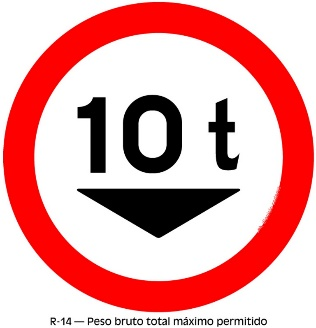 10 t
R-14 — Peso bruto total máximo permitido